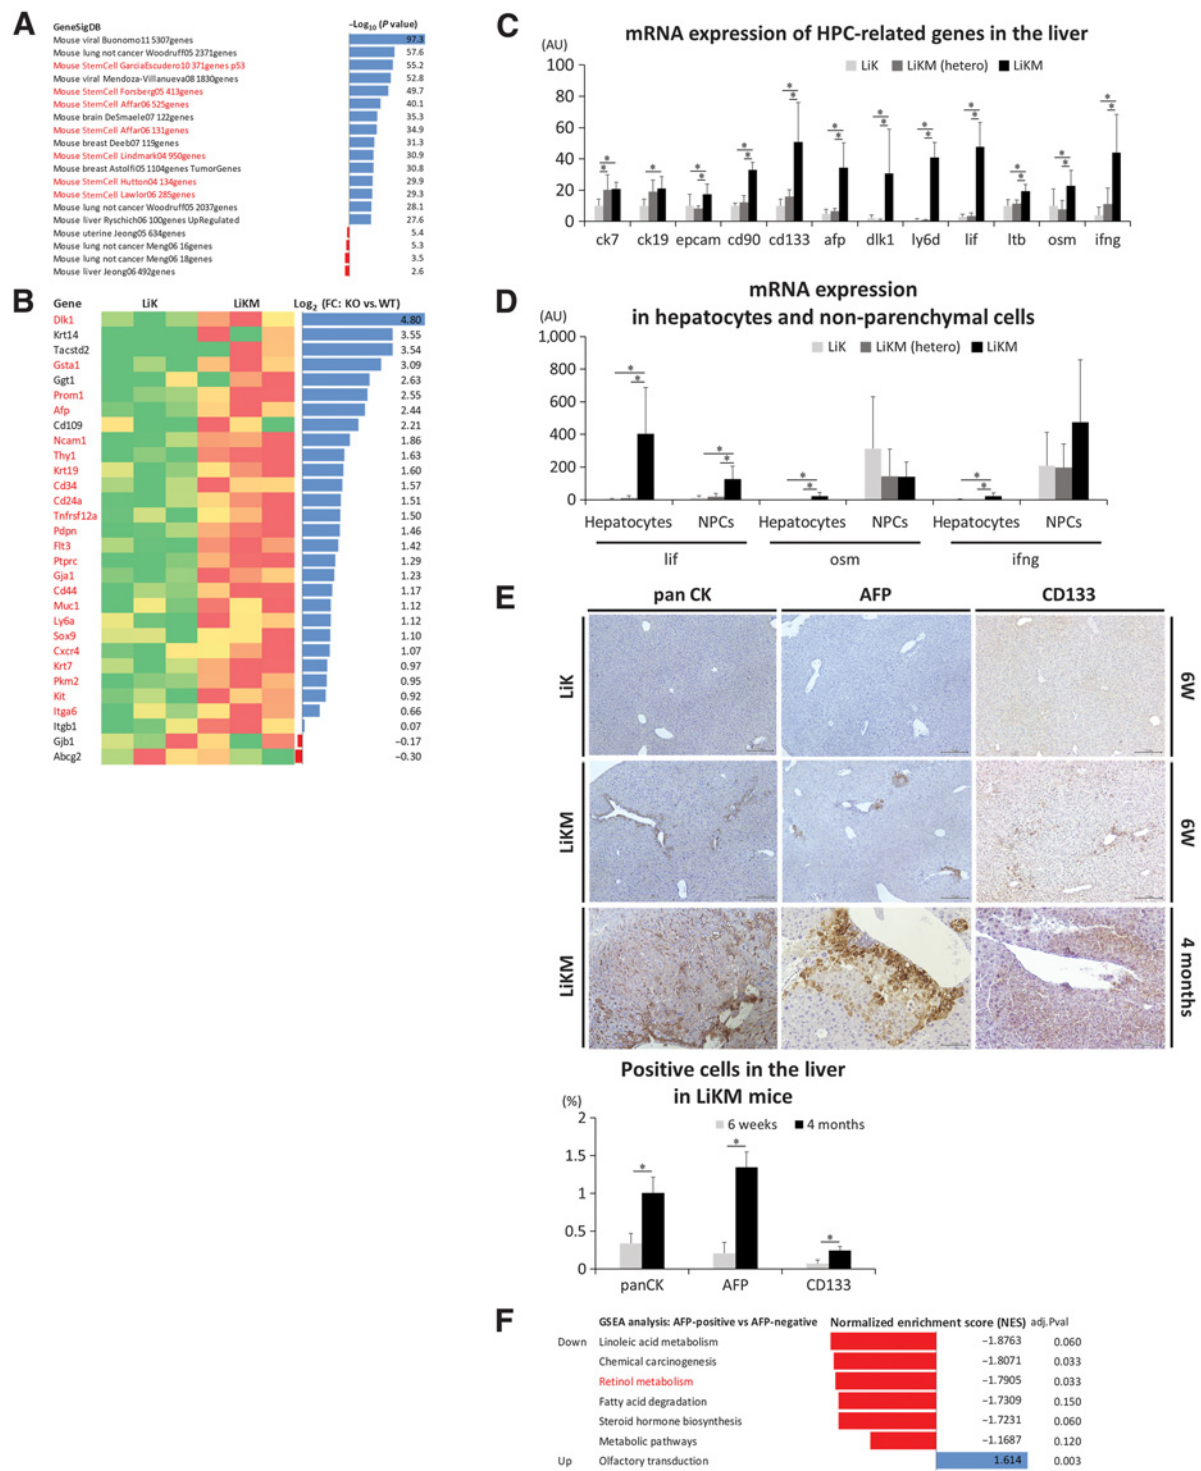 A
GeneSigDB
−Log10 (P value)
Mouse viral Buonomo11 5307genes 97.3
Mouse lung not cancer Woodruff05 2371genes 57.6
Mouse StemCell GarciaEscudero10 371genes p53 55.2
Mouse viral Mendoza-Villanueva08 1830genes 52.8
Mouse StemCell Forsberg05 413genes 49.7
Mouse StemCell Affar06 525genes 40.1
Mouse brain DeSmaele07 122genes 35.3
Mouse StemCell Affar06 131genes 34.9
Mouse breast Deeb07 119genes 31.3
Mouse StemCell Lindmark04 950genes 30.9
Mouse breast Astolfi05 1104genes TumorGenes 30.8
Mouse StemCell Hutton04 134genes 29.9
Mouse StemCell Lawlor06 285genes 29.3
Mouse lung not cancer Woodruff05 2037genes 28.1
Mouse liver Ryschich06 100genes UpRegulated 27.6
Mouse uterine Jeong05 634genes 5.4
Mouse lung not cancer Meng06 16genes 5.3
Mouse lung not cancer Meng06 18genes 3.5
Mouse liver Jeong06 492genes 2.6
B
Gene LiK LiKM Log2 (FC: KO vs. WT)
Dlk1 4.80
Krt14 3.55
Tacstd2 3.54
Gsta1 3.09
Ggt1 2.63
Prom1 2.55
Afp 2.44
Cd109 2.21
Ncam1 1.86
Thy1 1.63
Krt19 1.60
Cd34 1.57
Cd24a 1.51
Tnfrsf12a 1.50
Pdpn 1.46
Flt3 1.42
Ptprc 1.29
Gja1 1.23
Cd44 1.17
Muc1 1.12
Ly6a 1.12
Sox9 1.10
Cxcr4 1.07
Krt7 0.97
Pkm2 0.95
Kit 0.92
Itga6 0.66
Itgb1 0.07
Gjb1 −0.17
Abcg2 −0.30
C
mRNA expression of HPC-related genes in the liver
(AU)
LiK LiKM (hetero) LiKM
100
80
60
40
20
0
* * * * * * * * * * * * * * * * * * * * * * *
ck7 ck19 epcam cd90 cd133 afp dlk1 ly6d lif ltb osm ifng
D
mRNA expression
in hepatocytes and non-parenchymal cells
(AU)
LiK LiKM (hetero) LiKM
1,000
800
600
400
200
0
* * * * * * * *
Hepatocytes NPCs Hepatocytes NPCs Hepatocytes NPCs
lif osm ifng
E
pan CK AFP CD133
LiK 6W
LiKM 6W
LiKM 4 months
Positive cells in the liver
in LiKM mice
(%)
6 weeks 4 months
2
1.5
1
0.5
0
* * *
panCK AFP CD133
F
GSEA analysis: AFP-positive vs AFP-negative Normalized enrichment score (NES) adj.Pval
Down Linoleic acid metabolism −1.8763 0.060
Chemical carcinogenesis −1.8071 0.033
Retinol metabolism −1.7905 0.033
Fatty acid degradation −1.7309 0.150
Steroid hormone biosynthesis −1.7231 0.060
Metabolic pathways −1.1687 0.120
Up Olfactory transduction 1.614 0.003